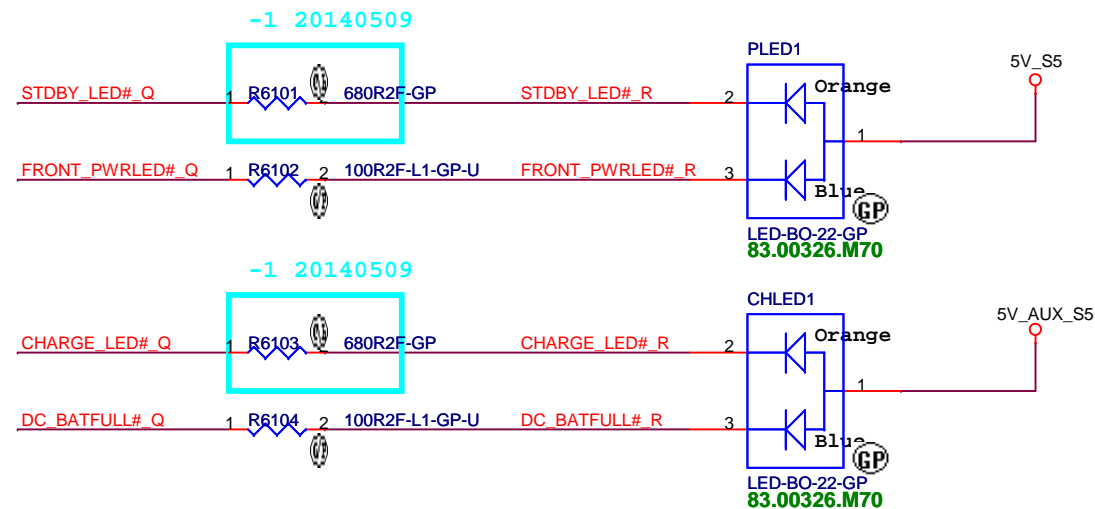 -1 20140509
PLED1
5V_S5
STDBY_LED#_Q 1 R6101 2 680R2F-GP STDBY_LED#_R 2 Orange
1
FRONT_PWRLED#_Q 1 R6102 2 100R2F-L1-GP-U FRONT_PWRLED#_R 3 Blue
GP
LED-BO-22-GP
83.00326.M70
-1 20140509
CHLED1
5V_AUX_S5
CHARGE_LED#_Q 1 R6103 2 680R2F-GP CHARGE_LED#_R 2 Orange
1
DC_BATFULL#_Q 1 R6104 2 100R2F-L1-GP-U DC_BATFULL#_R 3 Blue
GP
LED-BO-22-GP
83.00326.M70